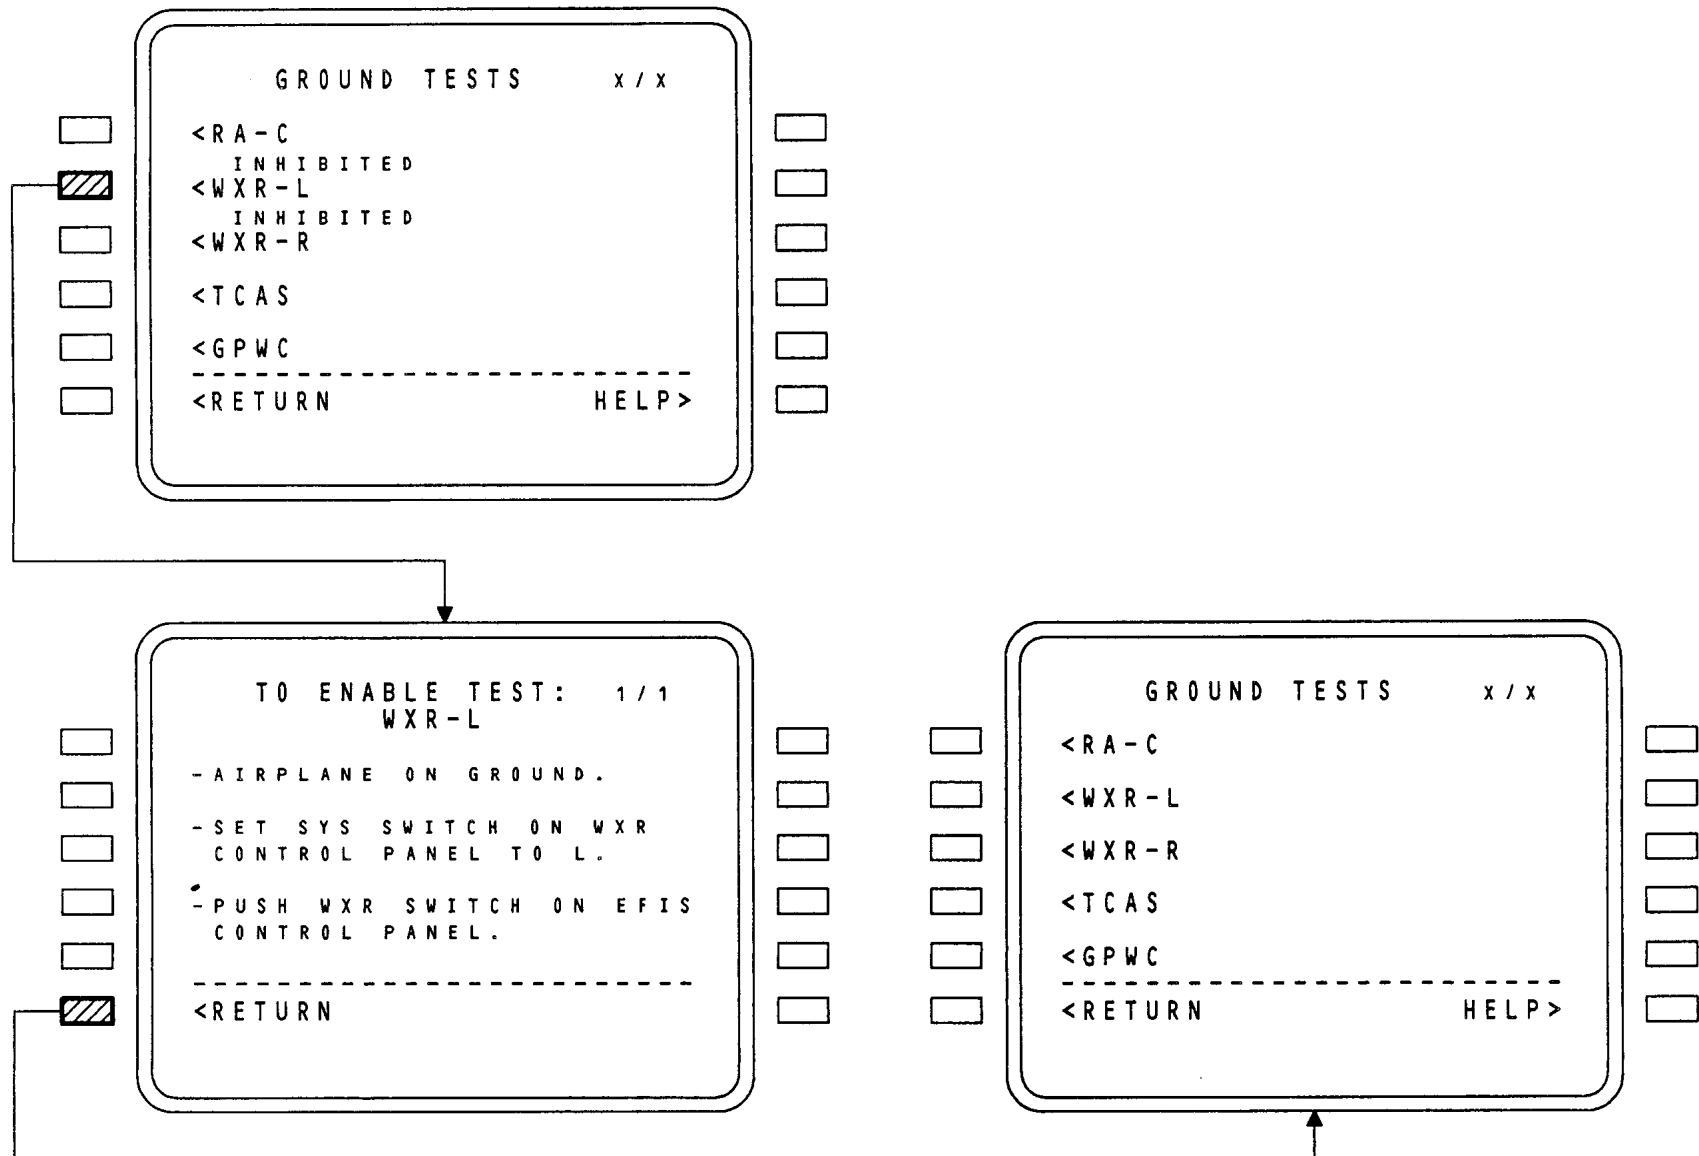 GROUND TESTS X/X
<RA-C
INHIBITED
<WXR-L
INHIBITED
<WXR-R
<TCAS
<GPWC
<RETURN HELP>
TO ENABLE TEST: 1/1
WXR-L
-AIRPLANE ON GROUND.
-SET SYS SWITCH ON WXR
CONTROL PANEL TO L.
-PUSH WXR SWITCH ON EFIS
CONTROL PANEL.
<RETURN
GROUND TESTS X/X
<RA-C
<WXR-L
<WXR-R
<TCAS
<GPWC
<RETURN HELP>